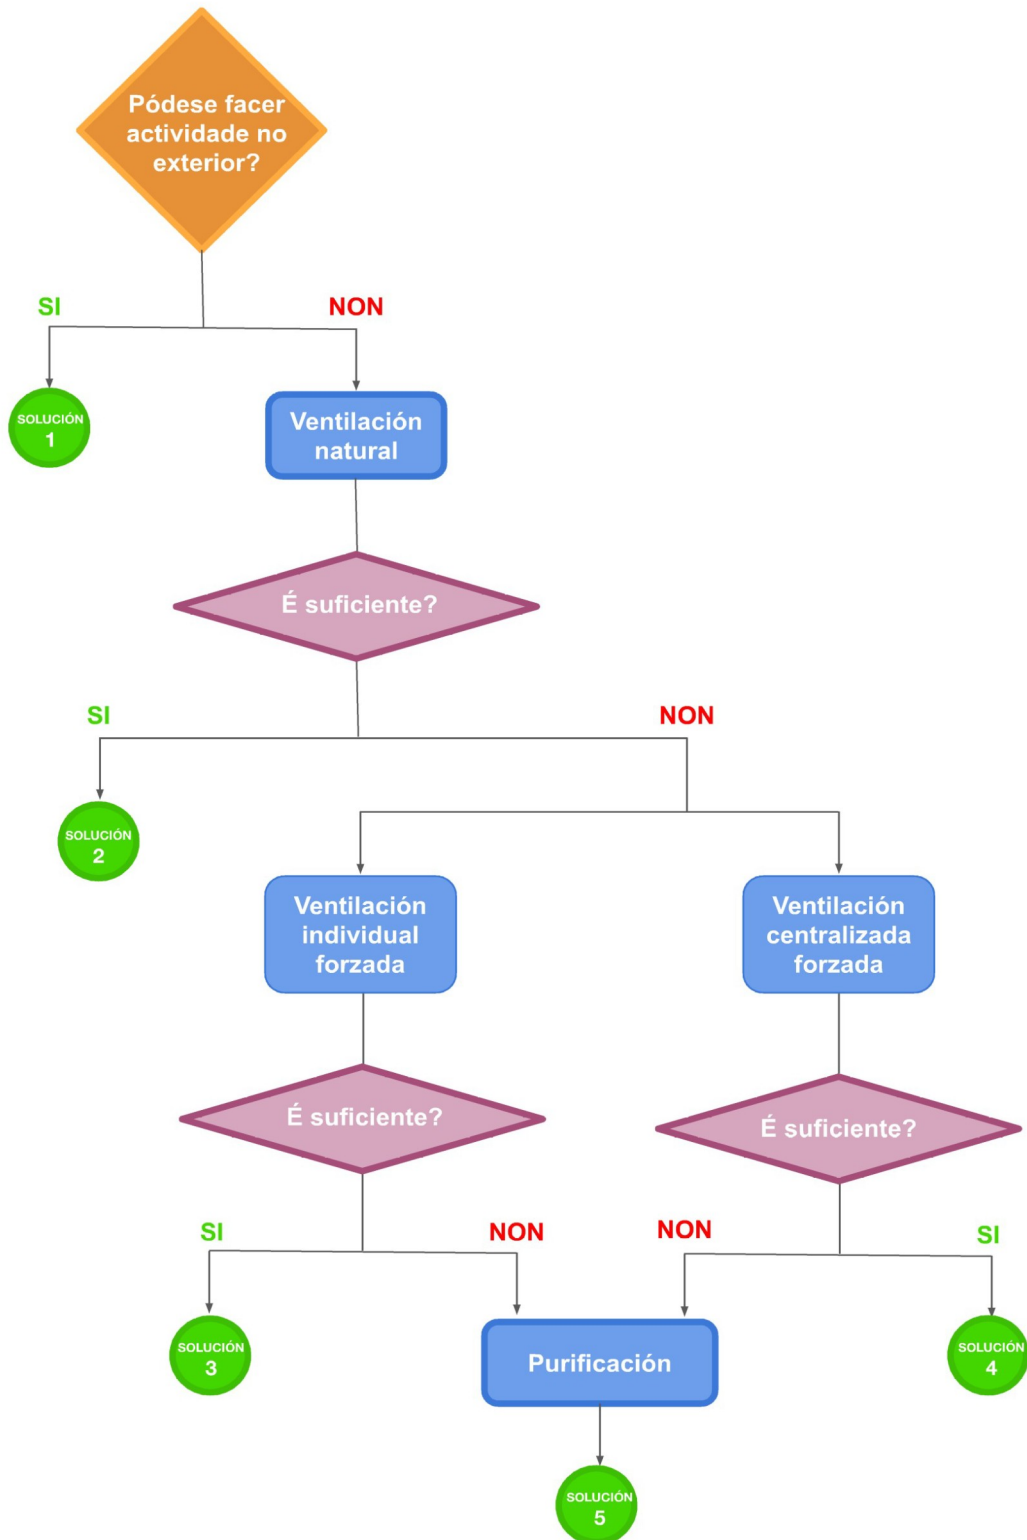 Pódese facer
actividade no
exterior?
SI
NON
SOLUCIÓN
1
Ventilación
natural
É suficiente?
SI
NON
SOLUCIÓN
2
Ventilación
individual
forzada
Ventilación
centralizada
forzada
É suficiente?
É suficiente?
SI
NON
NON
SI
SOLUCIÓN
3
Purificación
SOLUCIÓN
4
SOLUCIÓN
5